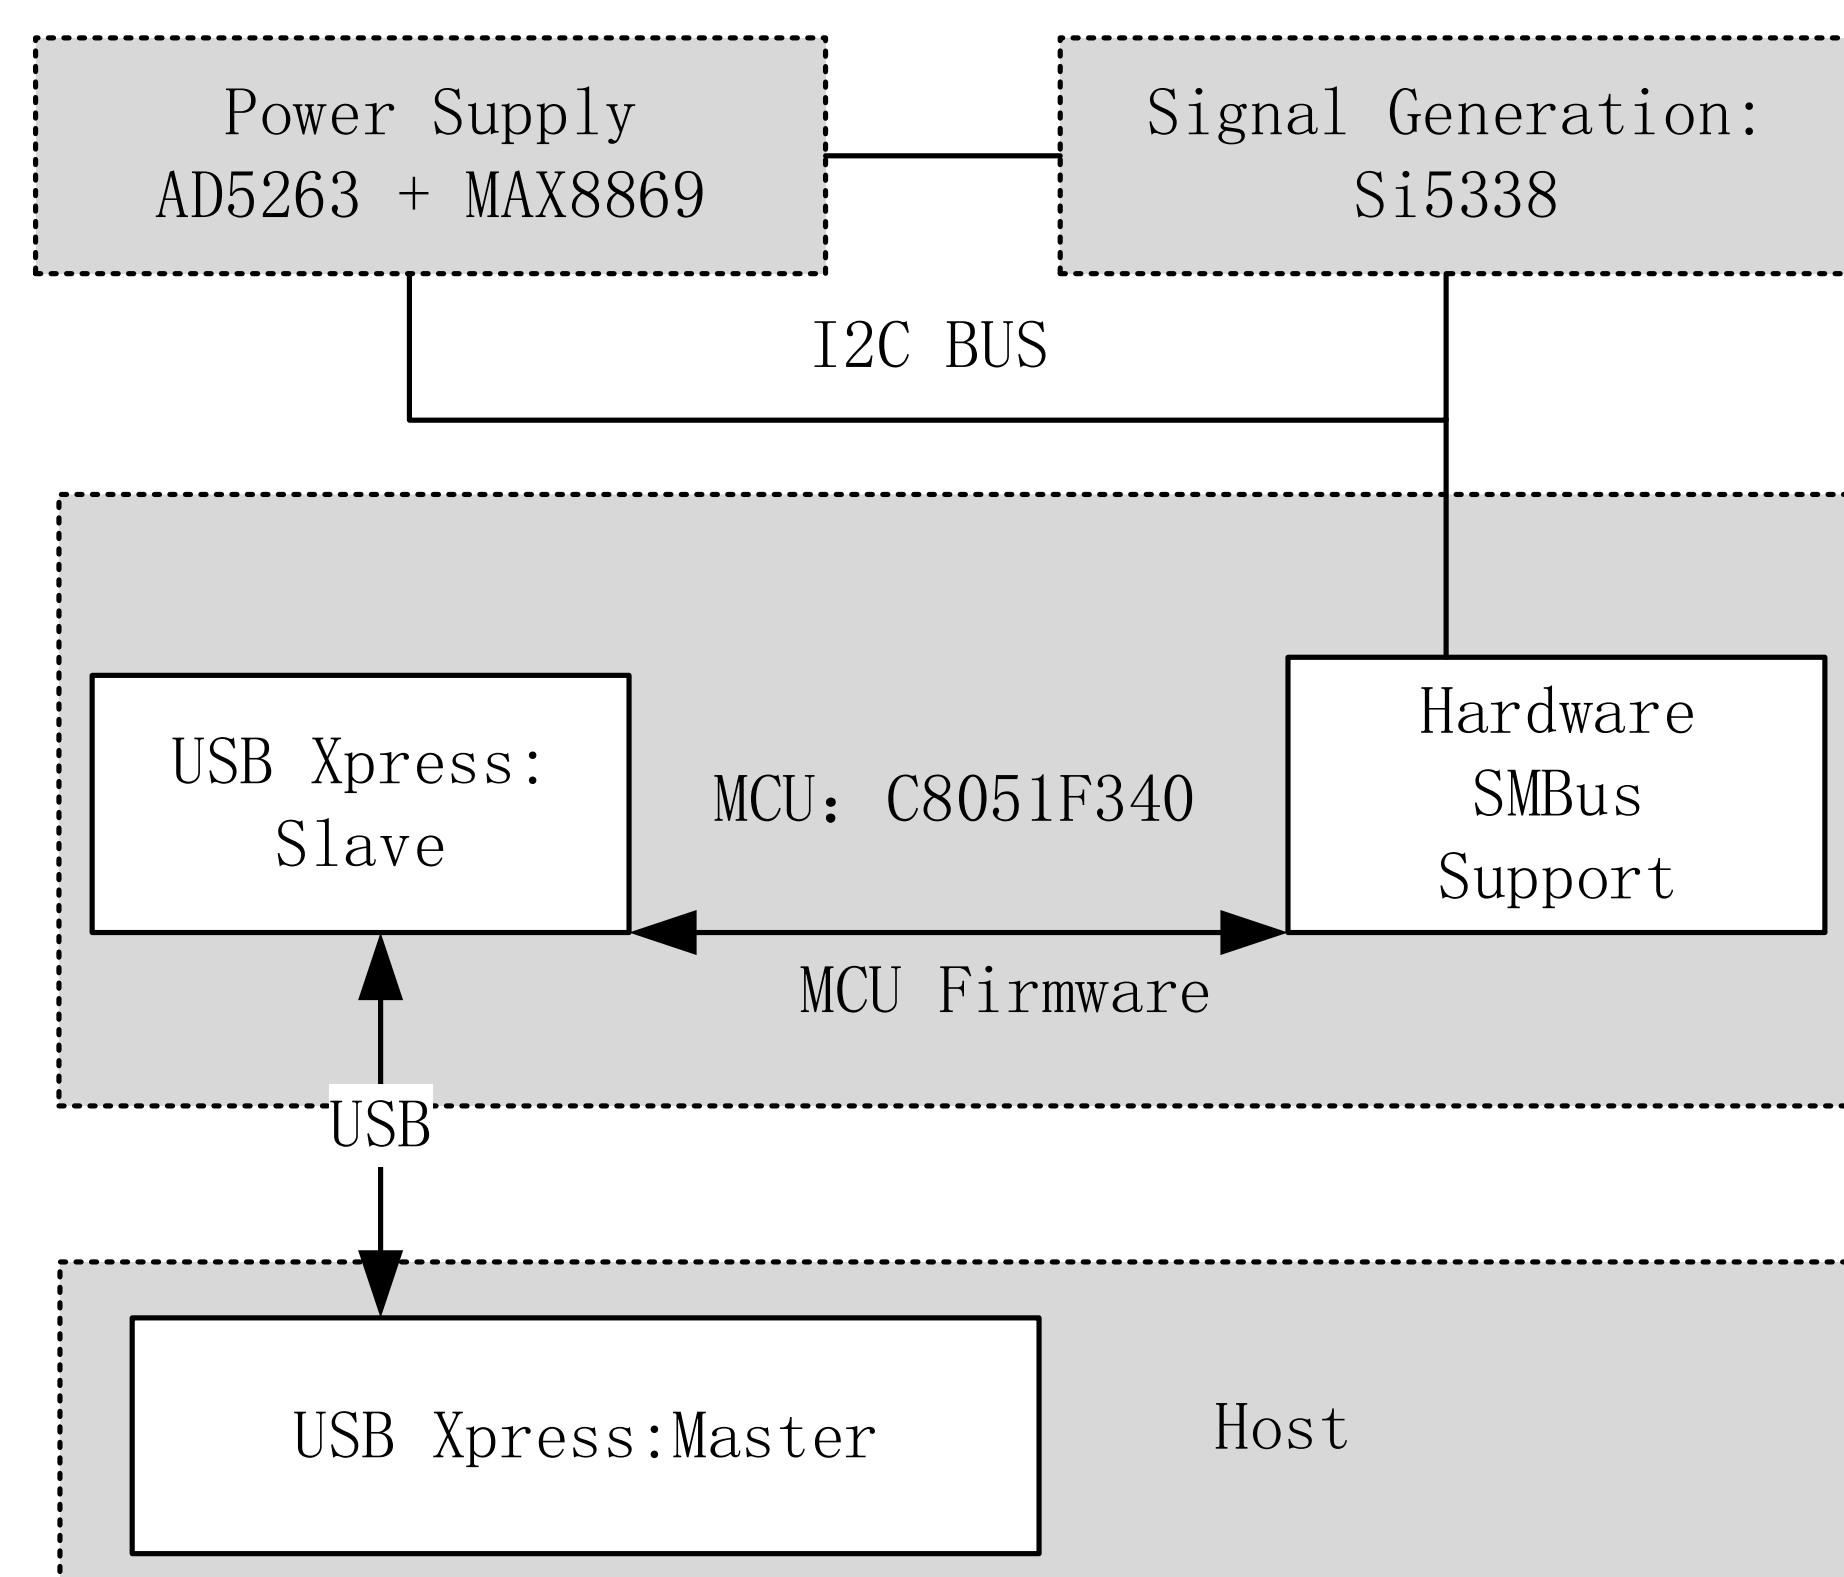 Power Supply
AD5263 + MAX8869
Signal Generation:
Si5338
I2C BUS
USB Xpress:
Slave
MCU：C8051F340
Hardware
SMBus
Support
MCU Firmware
USB
USB Xpress:Master
Host